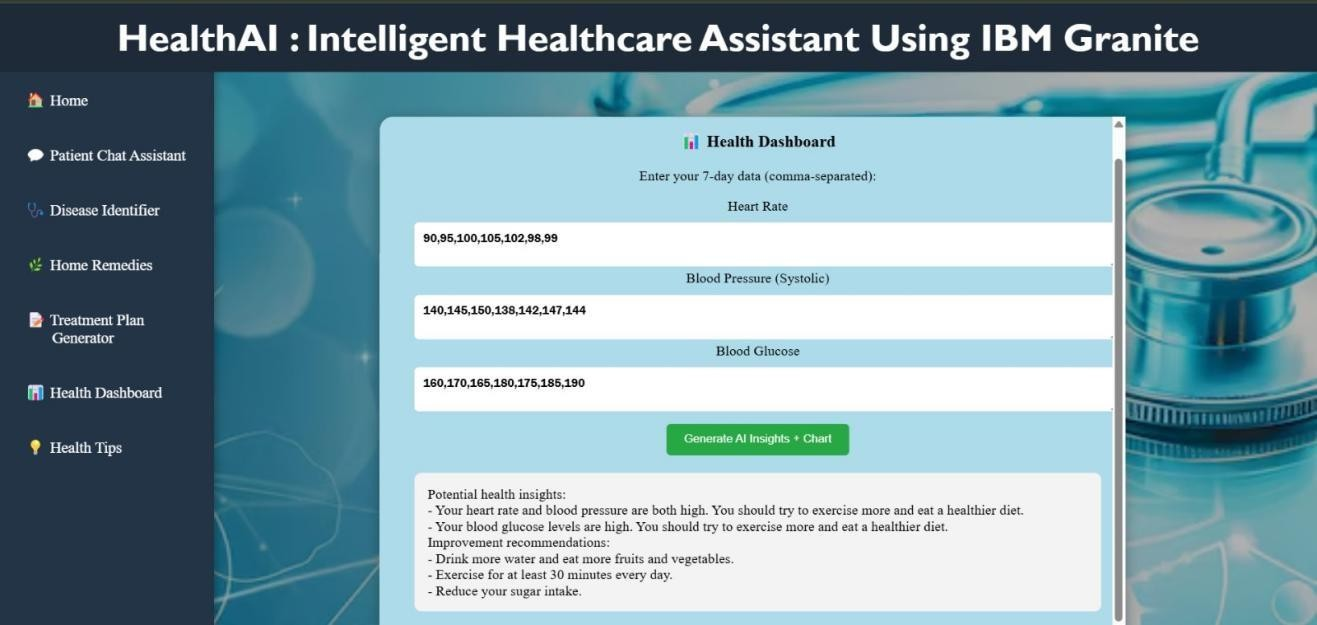 HealthAI : Intelligent Healthcare Assistant Using IBM Granite
Home
Patient Chat Assistant
Disease Identifier
Home Remedies
Treatment Plan
Generator
Health Dashboard
Health Tips
Health Dashboard
Enter your 7-day data (comma-separated):
Heart Rate
90,95,100,105,102,98,99
Blood Pressure (Systolic)
140,145,150,138,142,147,144
Blood Glucose
160,170,165,180,175,185,190
Generate AI Insights + Chart
Potential health insights:
- Your heart rate and blood pressure are both high. You should try to exercise more and eat a healthier diet.
- Your blood glucose levels are high. You should try to exercise more and eat a healthier diet.
Improvement recommendations:
- Drink more water and eat more fruits and vegetables.
- Exercise for at least 30 minutes every day.
- Reduce your sugar intake.